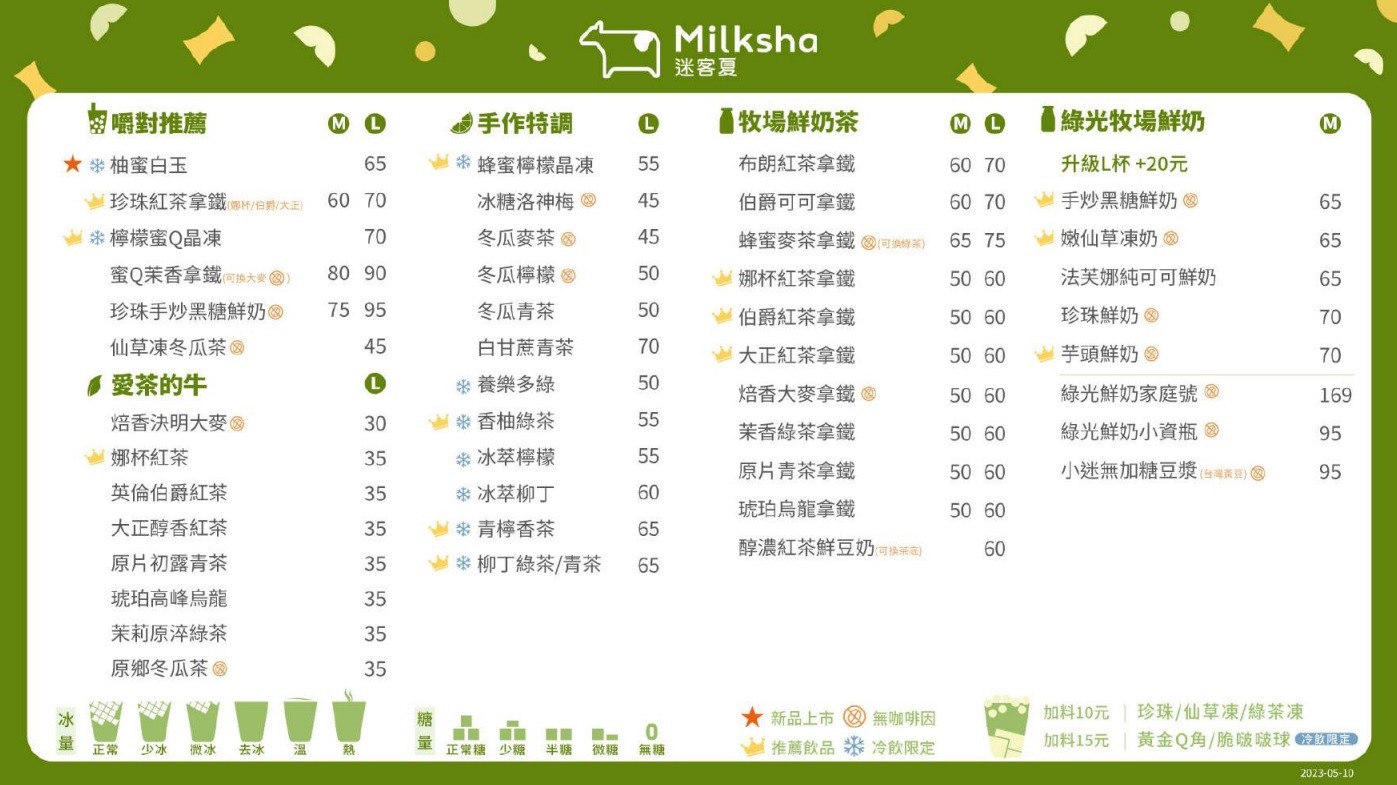 Milksha
迷客夏
嚼對推薦 M L
柚蜜白玉 65
珍珠紅茶拿鐵(娜杯/伯爵/大正) 60 70
檸檬蜜Q晶凍 70
蜜Q茉香拿鐵(可換大麥) 80 90
珍珠手炒黑糖鮮奶 75 95
仙草凍冬瓜茶 45
愛茶的牛 L
焙香決明大麥 30
娜杯紅茶 35
英倫伯爵紅茶 35
大正醇香紅茶 35
原片初露青茶 35
琥珀高峰烏龍 35
茉莉原淬綠茶 35
原鄉冬瓜茶 35
手作特調 L
蜂蜜檸檬晶凍 55
冰糖洛神梅 45
冬瓜麥茶 45
冬瓜檸檬 50
冬瓜青茶 50
白甘蔗青茶 70
養樂多綠 50
香柚綠茶 55
冰萃檸檬 55
冰萃柳丁 60
青檸香茶 65
柳丁綠茶/青茶 65
牧場鮮奶茶 M L
布朗紅茶拿鐵 60 70
伯爵可可拿鐵 60 70
蜂蜜麥茶拿鐵(可換綠茶) 65 75
娜杯紅茶拿鐵 50 60
伯爵紅茶拿鐵 50 60
大正紅茶拿鐵 50 60
焙香大麥拿鐵 50 60
茉香綠茶拿鐵 50 60
原片青茶拿鐵 50 60
琥珀烏龍拿鐵 50 60
醇濃紅茶鮮豆奶(可換茶底) 60
綠光牧場鮮奶 M
升級L杯 +20元
手炒黑糖鮮奶 65
嫩仙草凍奶 65
法芙娜純可可鮮奶 65
珍珠鮮奶 70
芋頭鮮奶 70
綠光鮮奶家庭號 169
綠光鮮奶小資瓶 95
小迷無加糖豆漿(台灣黃豆) 95
冰量 正常 少冰 微冰 去冰 溫 熱
糖量 正常糖 少糖 半糖 微糖 0 無糖
新品上市 無咖啡因
推薦飲品 冷飲限定
加料10元 | 珍珠/仙草凍/綠茶凍
加料15元 | 黃金Q角/脆啵啵球 冷飲限定
2023-05-10